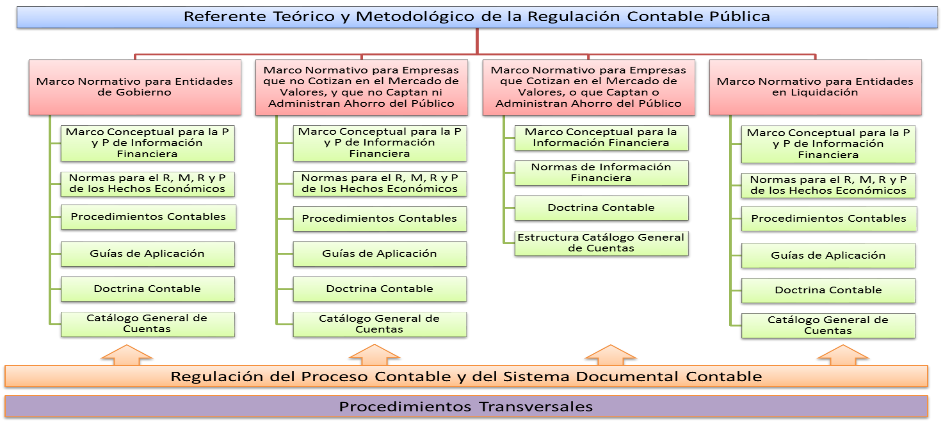 Referente Teórico y Metodológico de la Regulación Contable Pública
Marco Normativo para Entidades
de Gobierno
Marco Conceptual para la P
y P de Información
Financiera
Normas para el R, M, R y P
de los Hechos Económicos
Procedimientos Contables
Guías de Aplicación
Doctrina Contable
Catálogo General de
Cuentas
Marco Normativo para Empresas
que no Cotizan en el Mercado de
Valores, y que no Captan ni
Administran Ahorro del Público
Marco Conceptual para la P
y P de Información
Financiera
Normas para el R, M, R y P
de los Hechos Económicos
Procedimientos Contables
Guías de Aplicación
Doctrina Contable
Catálogo General de
Cuentas
Marco Normativo para Empresas
que Cotizan en el Mercado de
Valores, o que Captan o
Administran Ahorro del Público
Marco Conceptual para la
Información Financiera
Normas de Información
Financiera
Doctrina Contable
Estructura Catálogo General
de Cuentas
Marco Normativo para Entidades
en Liquidación
Marco Conceptual para la P
y P de Información
Financiera
Normas para el R, M, R y P
de los Hechos Económicos
Procedimientos Contables
Guías de Aplicación
Doctrina Contable
Catálogo General de
Cuentas
Regulación del Proceso Contable y del Sistema Documental Contable
Procedimientos Transversales